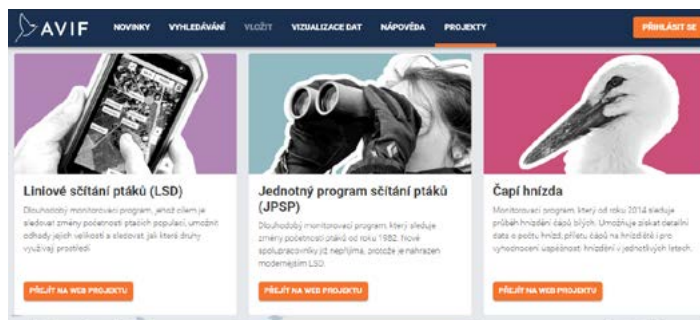 AVIF
NOVINKY VYHLEDÁVÁNÍ VLOŽIT VIZUALIZACE DAT NÁPOVĚDA PROJEKTY
PŘIHLÁSIT SE
Liniové sčítání ptáků (LSD)
Dlouhodobý monitorovací program, jehož cílem je
sledovat změny početnosti ptačích populací, umožnit
odhady jejich velikosti a sledovat, jak které druhy
využívají prostředí.
PŘEJÍT NA WEB PROJEKTU
Jednotný program sčítání ptáků
(JPSP)
Dlouhodobý monitorovací program, který sleduje
změny početnosti ptáků od roku 1982. Nové
spolupracovníky již nepřijímá, protože je nahrazen
modernějším LSD.
PŘEJÍT NA WEB PROJEKTU
Čapí hnízda
Monitorovací program, který od roku 2014 sleduje
průběh hnízdění čápů bílých. Umožňuje získat detailní
data o počtu hnízd, příletu čápů na hnízdiště i pro
vyhodnocení úspěšnosti hnízdění v jednotlivých letech.
PŘEJÍT NA WEB PROJEKTU